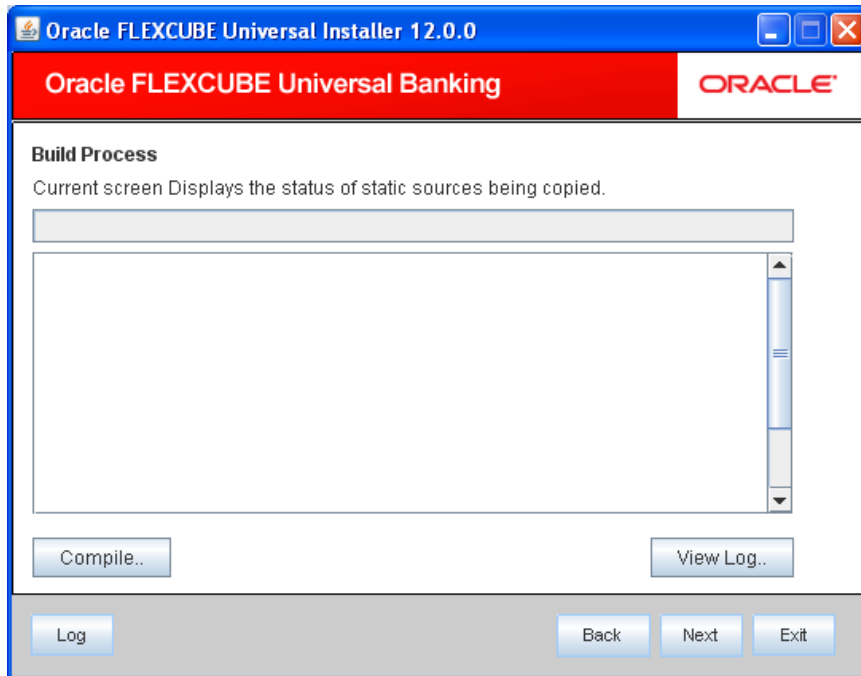 Oracle FLEXCUBE Universal Installer 12.0.0
Oracle FLEXCUBE Universal Banking
ORACLE
Build Process
Current screen Displays the status of static sources being copied.
Compile..
View Log..
Log
Back
Next
Exit